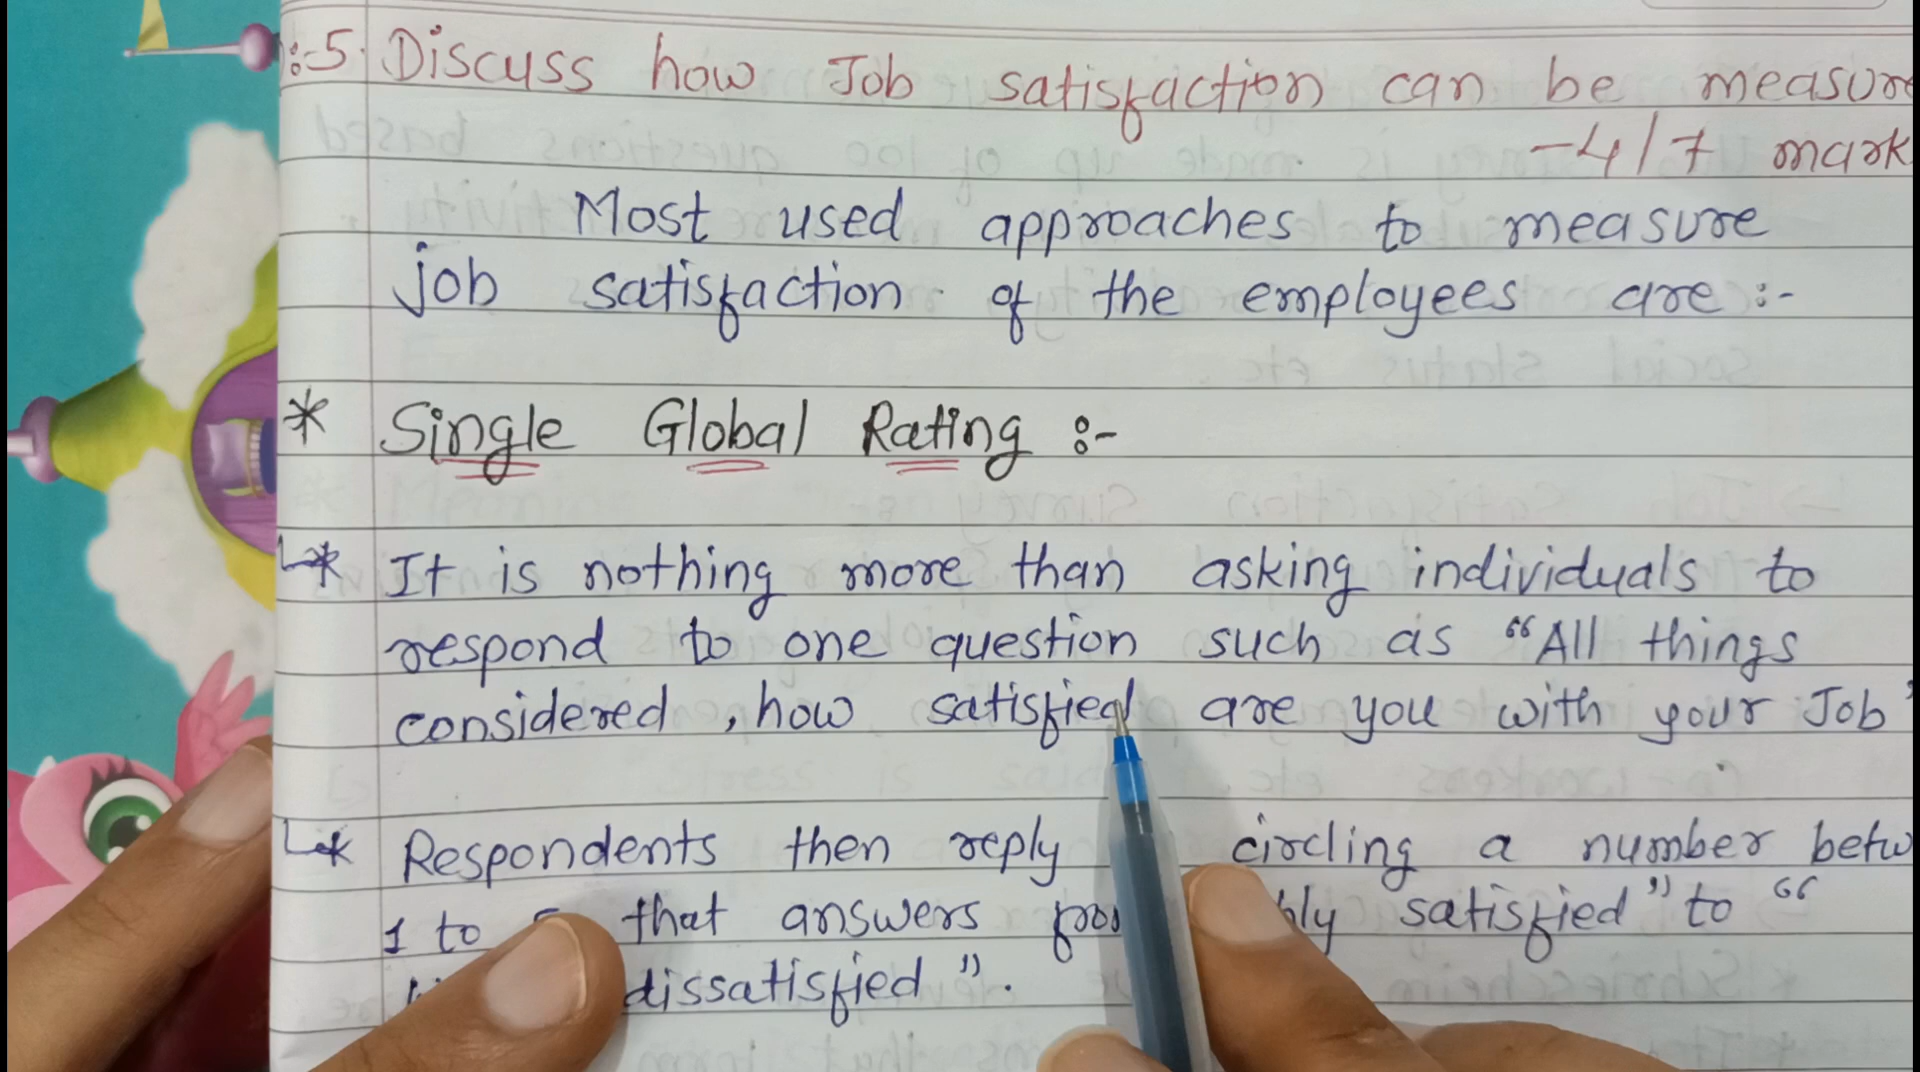 :-5. Discuss how Job satisfaction can be measure
-4/7 mark
Most used approaches to measure
job satisfaction of the employees are :-
* Single Global Rating :-
* It is nothing more than asking individuals to
respond to one question such as "All things
considered, how satisfied are you with your Job"
* Respondents then reply circling a number betw
1 to that answers satisfied" to "
dissatisfied".